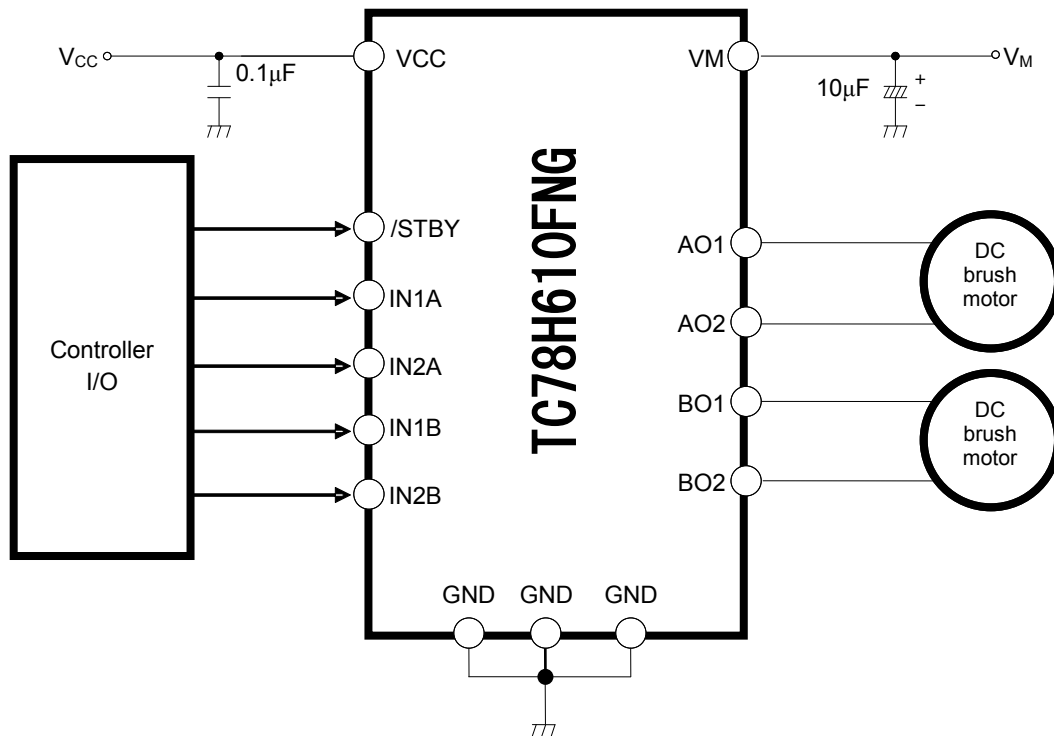 VCC
0.1µF
VCC
VM
10µF
+
−
VM
Controller
I/O
/STBY
IN1A
IN2A
IN1B
IN2B
TC78H610FNG
AO1
AO2
BO1
BO2
DC
brush
motor
DC
brush
motor
GND GND GND